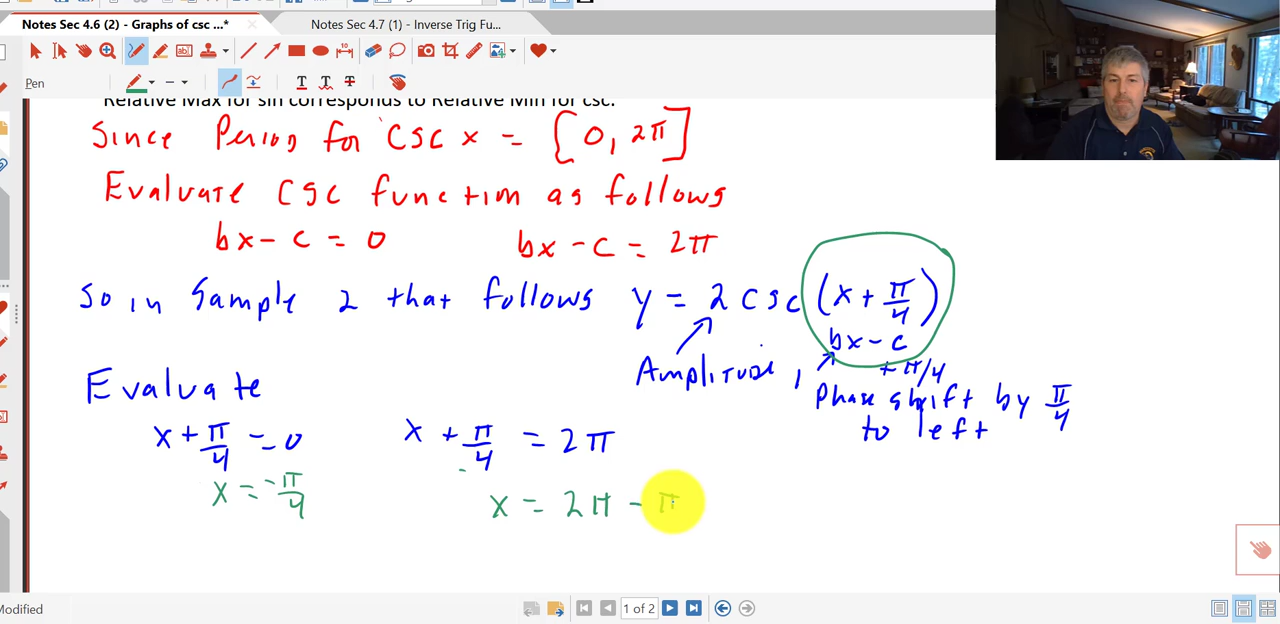 Notes Sec 4.6 (2) - Graphs of csc ...*
Notes Sec 4.7 (1) - Inverse Trig Fu...
Pen
Relative Max for sin corresponds to Relative Min for csc.
Since Period for csc x = [0, 2π]
Evaluate csc function as follows
bx - c = 0 bx - c = 2π
So in Sample 2 that follows y = 2 csc (x + π/4)
bx - c
Amplitude , + π/4
Evaluate Phase shift by π/4
to left
x + π/4 = 0 x + π/4 = 2π
x = -π/4 x = 2π - π
1 of 2
Modified